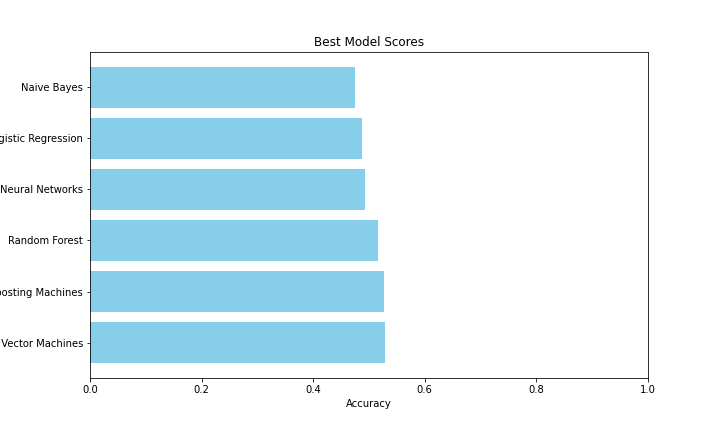 Best Model Scores
Naive Bayes
gistic Regression
Neural Networks
Random Forest
osting Machines
Vector Machines
0.0 0.2 0.4 0.6 0.8 1.0
Accuracy